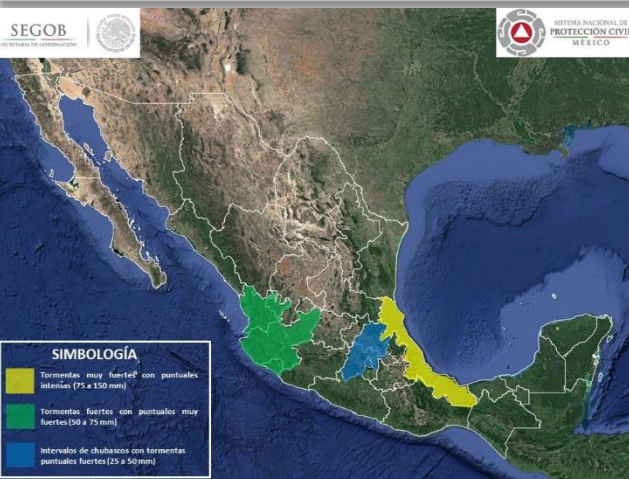 SEGOB
SECRETARÍA DE GOBERNACIÓN
SISTEMA NACIONAL DE
PROTECCIÓN CIVIL
MÉXICO
SIMBOLOGÍA
Tormentas muy fuertes con puntuales
intensas (75 a 150 mm)
Tormentas fuertes con puntuales muy
fuertes (50 a 75 mm)
Intervalos de chubascos con tormentas
puntuales fuertes (25 a 50 mm)